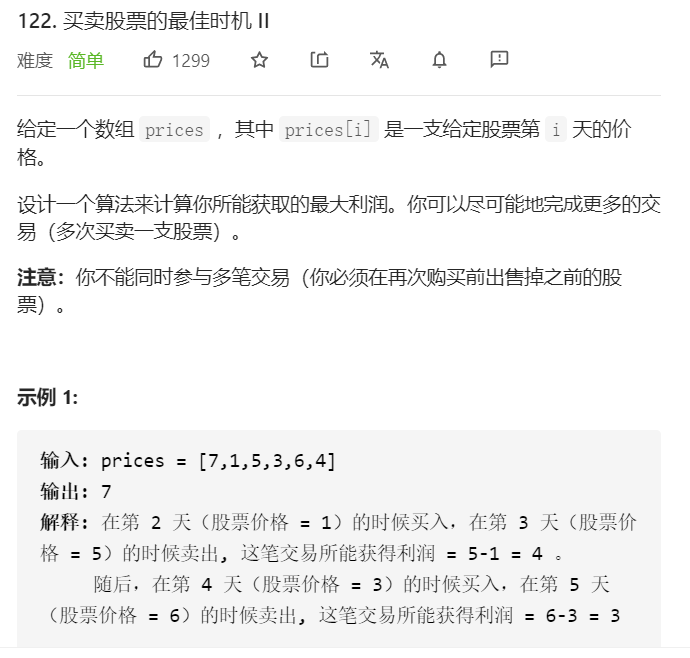 122. 买卖股票的最佳时机 II
难度 简单 1299
给定一个数组 prices ，其中 prices[i] 是一支给定股票第 i 天的价
格。
设计一个算法来计算你所能获取的最大利润。你可以尽可能地完成更多的交
易（多次买卖一支股票）。
注意：你不能同时参与多笔交易（你必须在再次购买前出售掉之前的股
票）。
示例 1:
输入: prices = [7,1,5,3,6,4]
输出: 7
解释: 在第 2 天（股票价格 = 1）的时候买入，在第 3 天（股票价
格 = 5）的时候卖出, 这笔交易所能获得利润 = 5-1 = 4 。
随后，在第 4 天（股票价格 = 3）的时候买入，在第 5 天
（股票价格 = 6）的时候卖出, 这笔交易所能获得利润 = 6-3 = 3